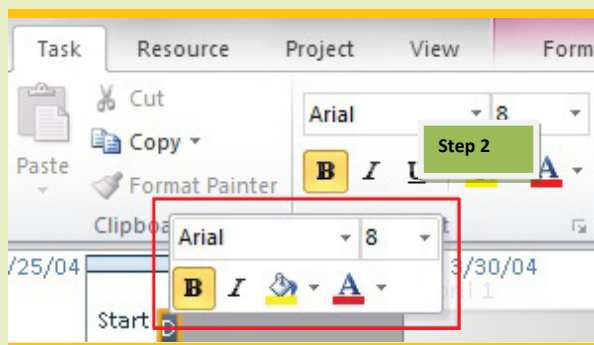 Task Resource Project View Form
Cut
Arial 8
Copy
Step 2
Paste
B I U A
Format Painter
Clipboa t
Arial 8
/25/04 3/30/04
B I A
Start D